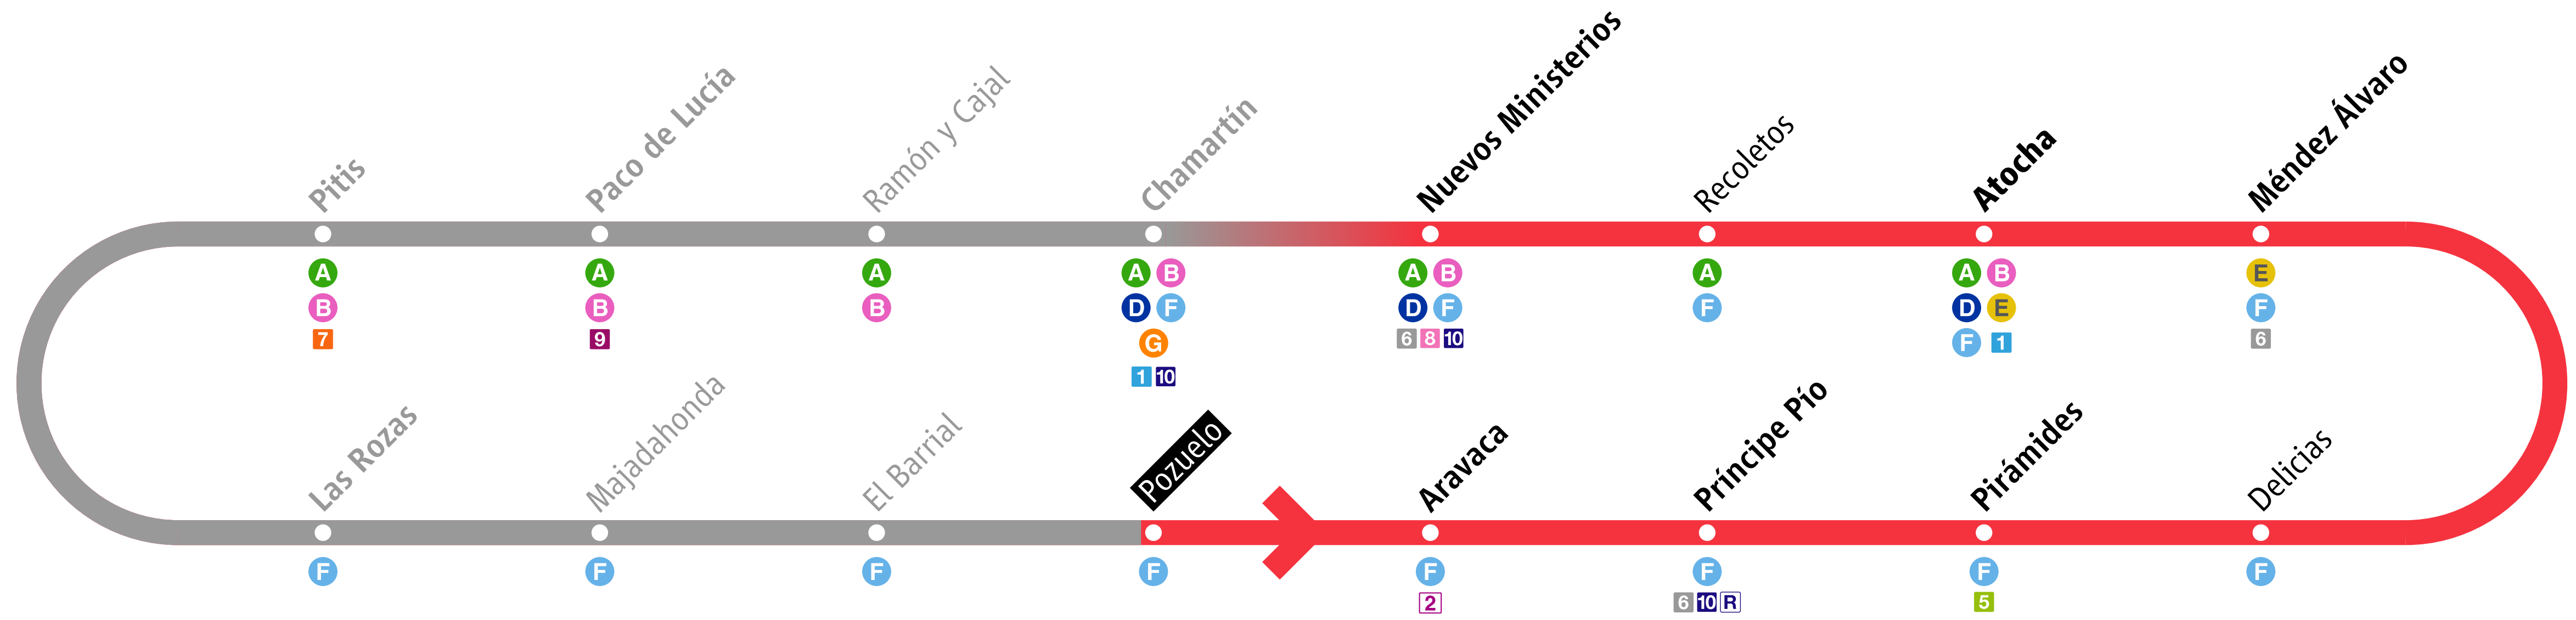 Pitis
Paco de Lucía
Ramón y Cajal
Chamartín
Nuevos Ministerios
Recoletos
Atocha
Méndez Álvaro
A A A A B A B A A B E
B B B D F D F F D E F
7 9 G 6 8 10 F 1 6
1 10
Las Rozas
Majadahonda
El Barrial
Pozuelo
Aravaca
Príncipe Pío
Pirámides
Delicias
F F F F F F F F
2 6 10 R 5